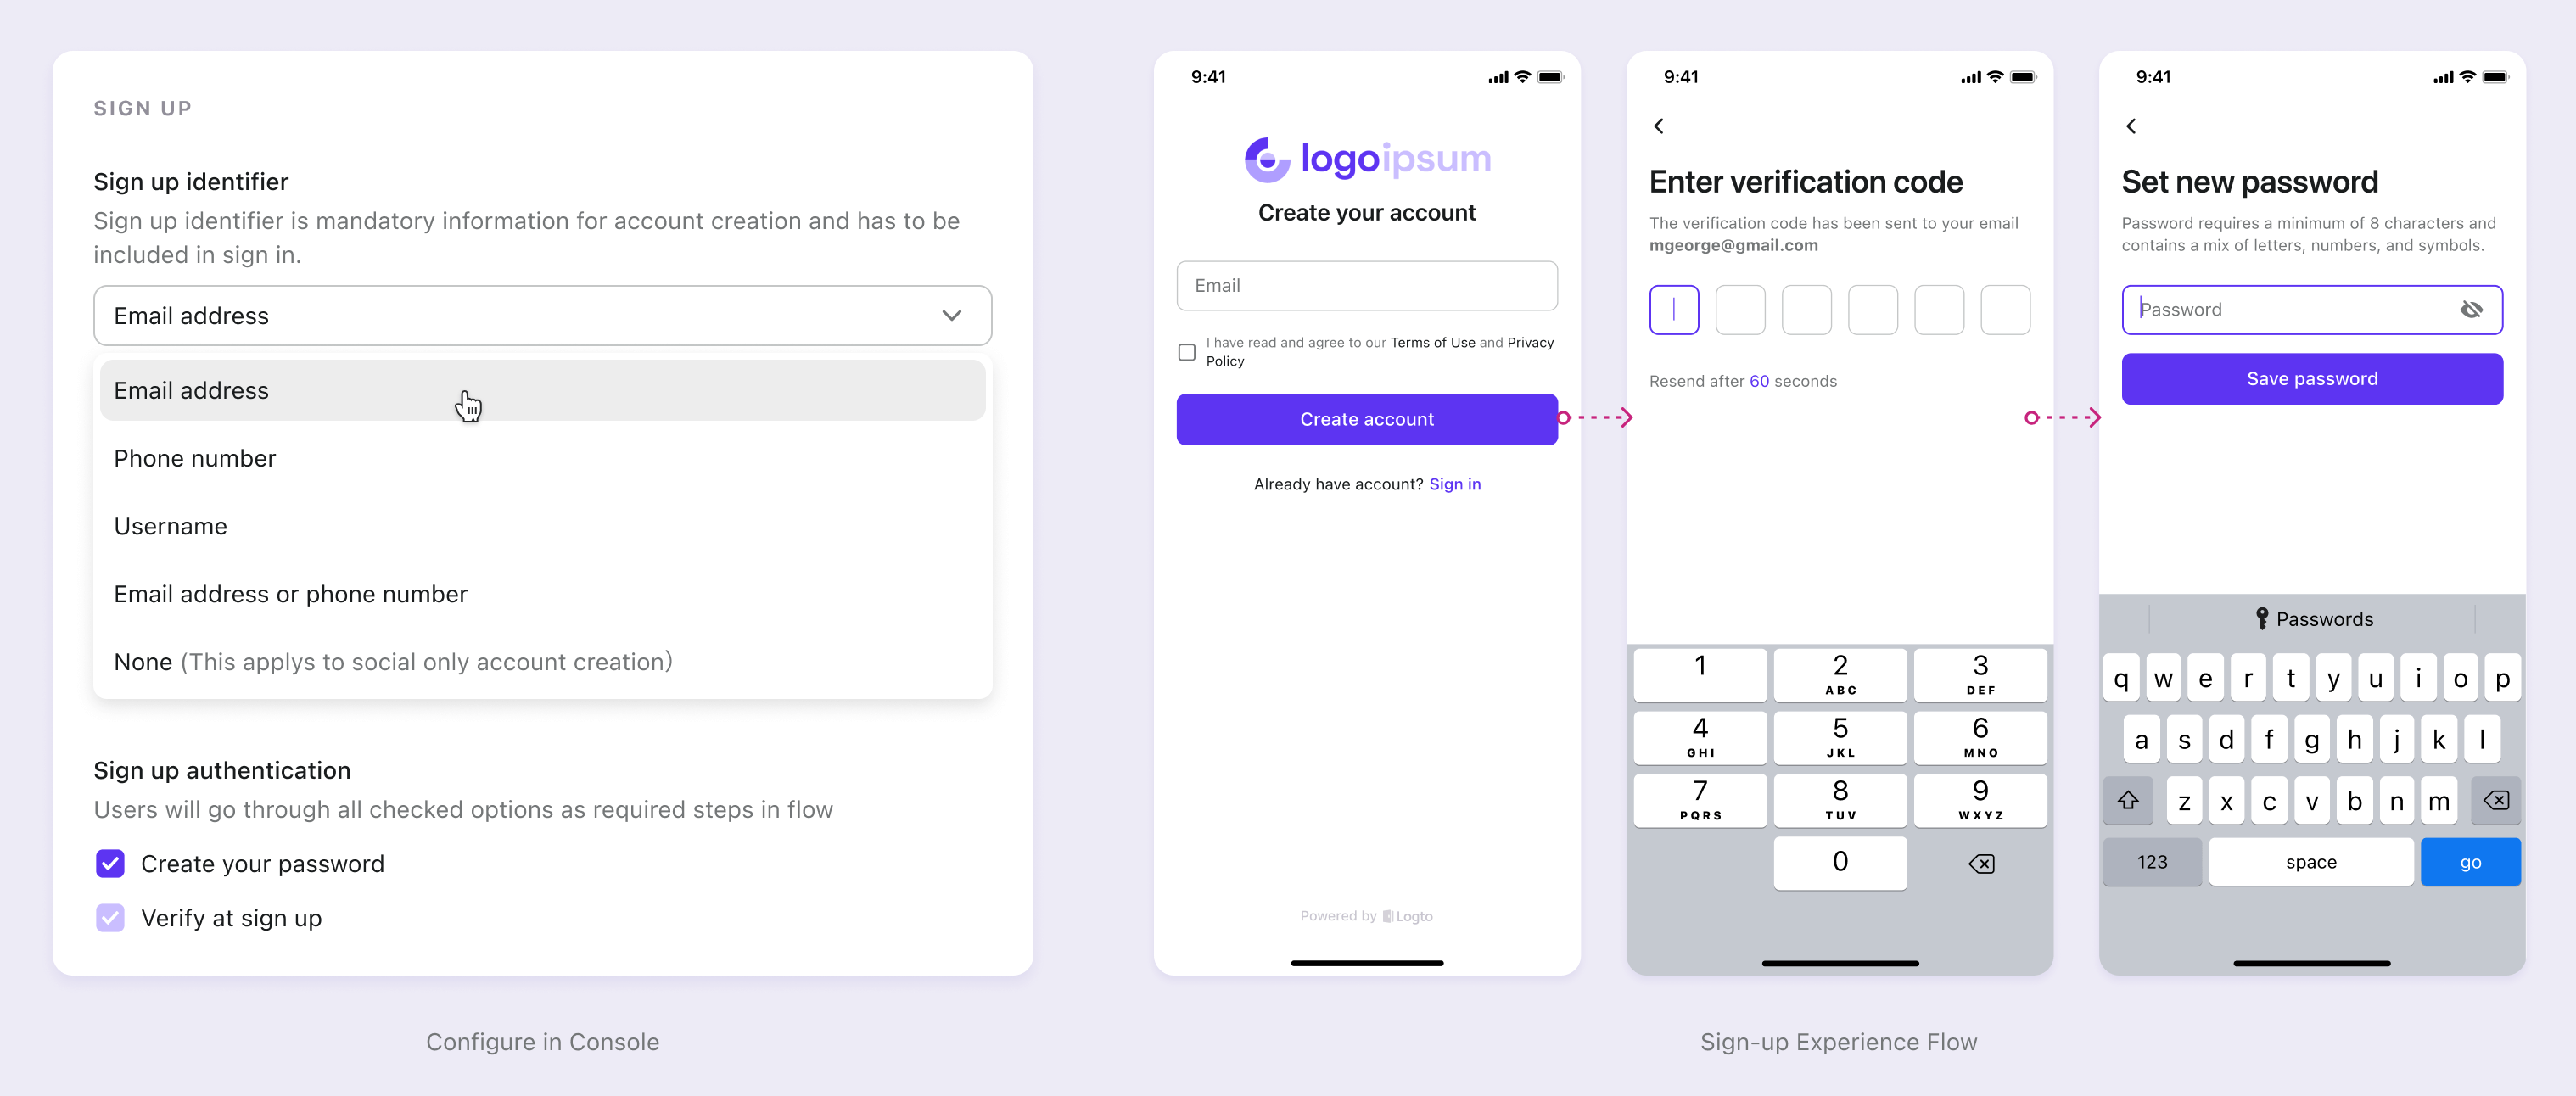 SIGN UP
Sign up identifier
Sign up identifier is mandatory information for account creation and has to be
included in sign in.
Email address
Email address
Phone number
Username
Email address or phone number
None (This applys to social only account creation)
Sign up authentication
Users will go through all checked options as required steps in flow
Create your password
Verify at sign up
Configure in Console
9:41
logoipsum
Create your account
Email
I have read and agree to our Terms of Use and Privacy
Policy
Create account
Already have account? Sign in
Powered by Logto
9:41
Enter verification code
The verification code has been sent to your email
mgeorge@gmail.com
Resend after 60 seconds
1 2 3
ABC DEF
4 5 6
GHI JKL MNO
7 8 9
PQRS TUV WXYZ
0
9:41
Set new password
Password requires a minimum of 8 characters and
contains a mix of letters, numbers, and symbols.
Password
Save password
Passwords
q w e r t y u i o p
a s d f g h j k l
z x c v b n m
123 space go
Sign-up Experience Flow